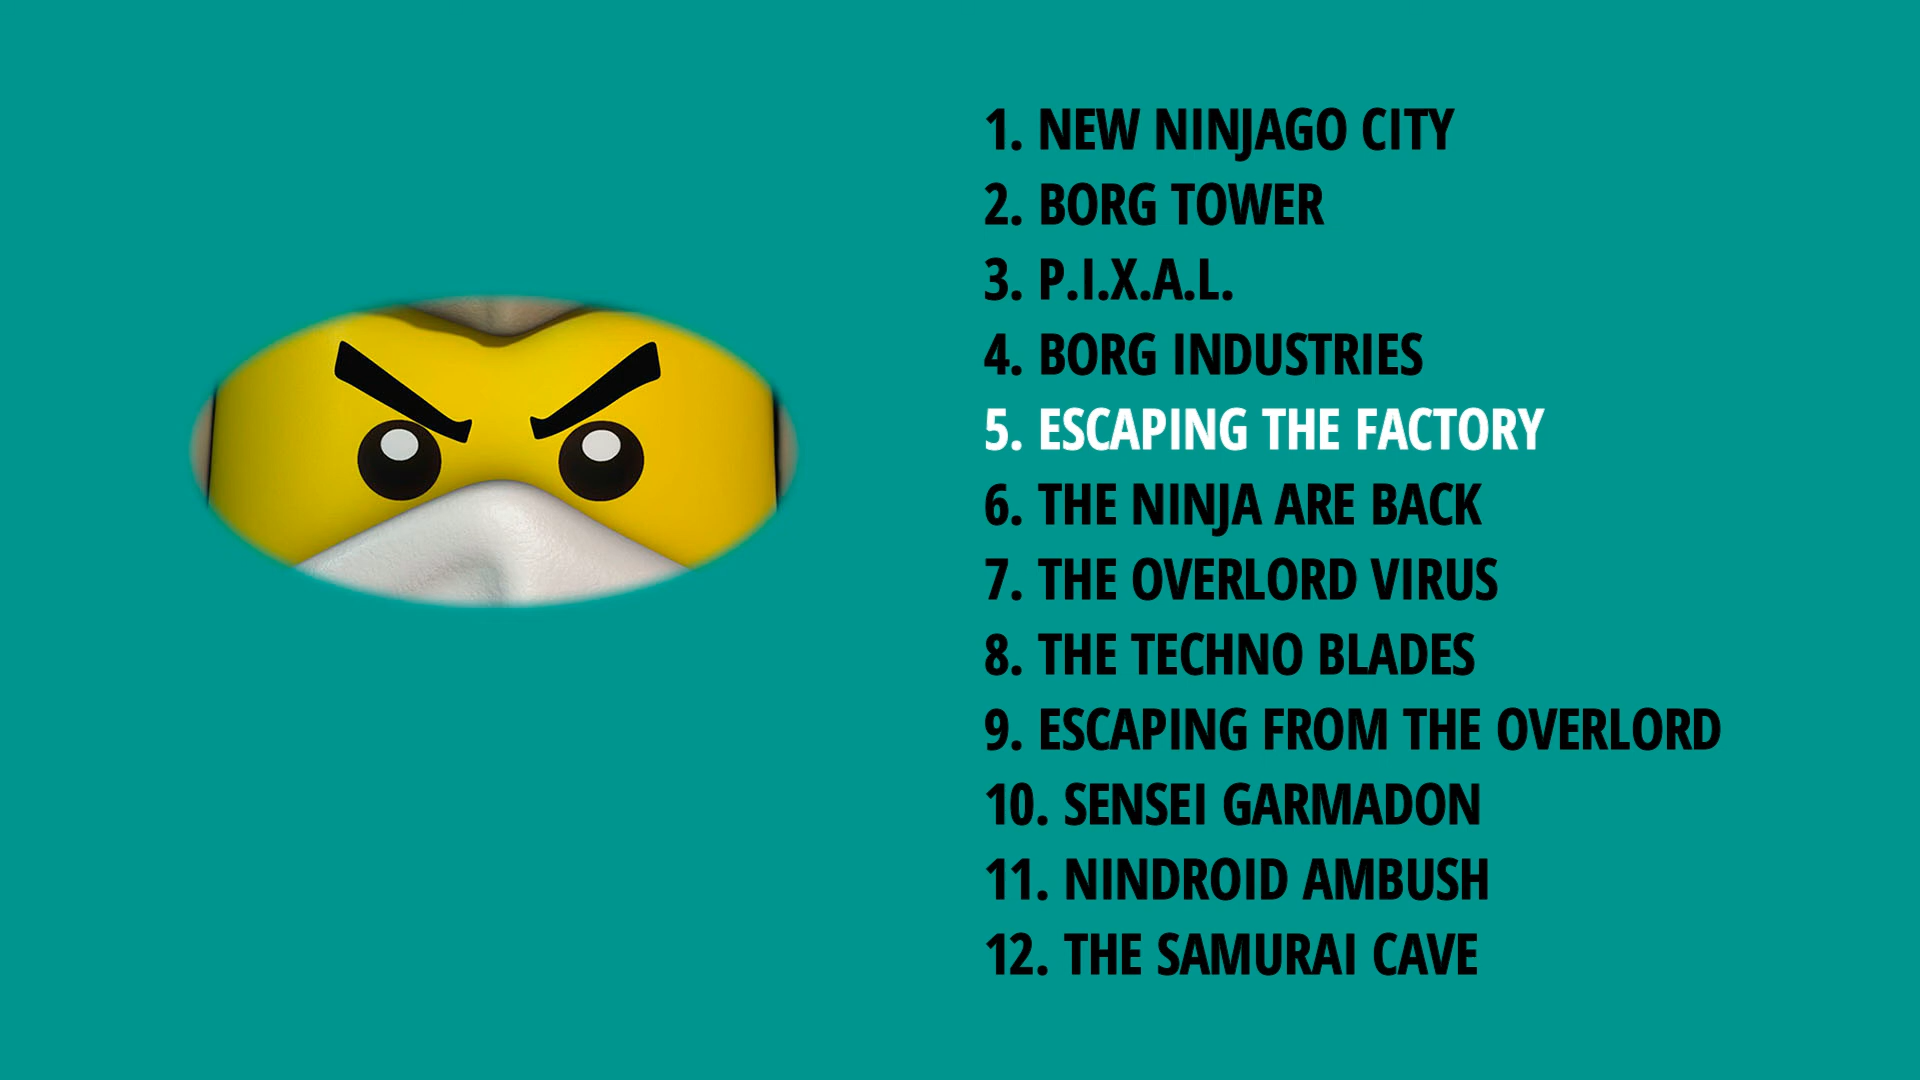 1. NEW NINJAGO CITY
2. BORG TOWER
3. P.I.X.A.L.
4. BORG INDUSTRIES
5. ESCAPING THE FACTORY
6. THE NINJA ARE BACK
7. THE OVERLORD VIRUS
8. THE TECHNO BLADES
9. ESCAPING FROM THE OVERLORD
10. SENSEI GARMADON
11. NINDROID AMBUSH
12. THE SAMURAI CAVE